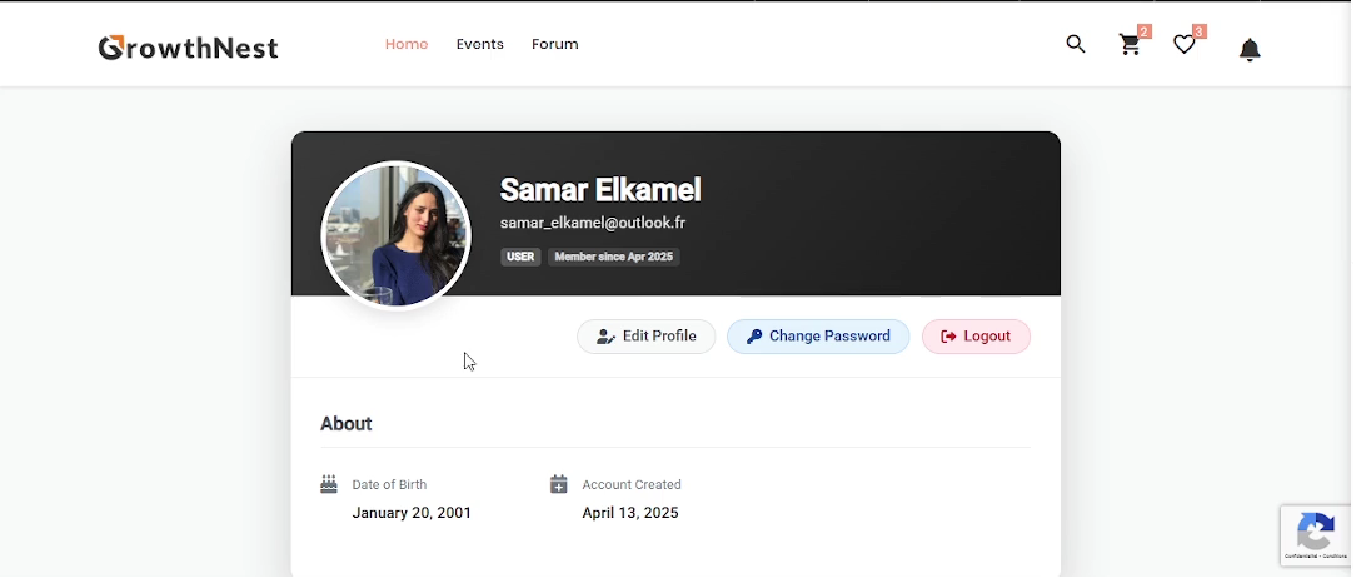 GrowthNest
Home Events Forum
2
3
Samar Elkamel
samar_elkamel@outlook.fr
USER Member since Apr 2025
Edit Profile Change Password Logout
About
Date of Birth Account Created
January 20, 2001 April 13, 2025
Confidentialité - Conditions